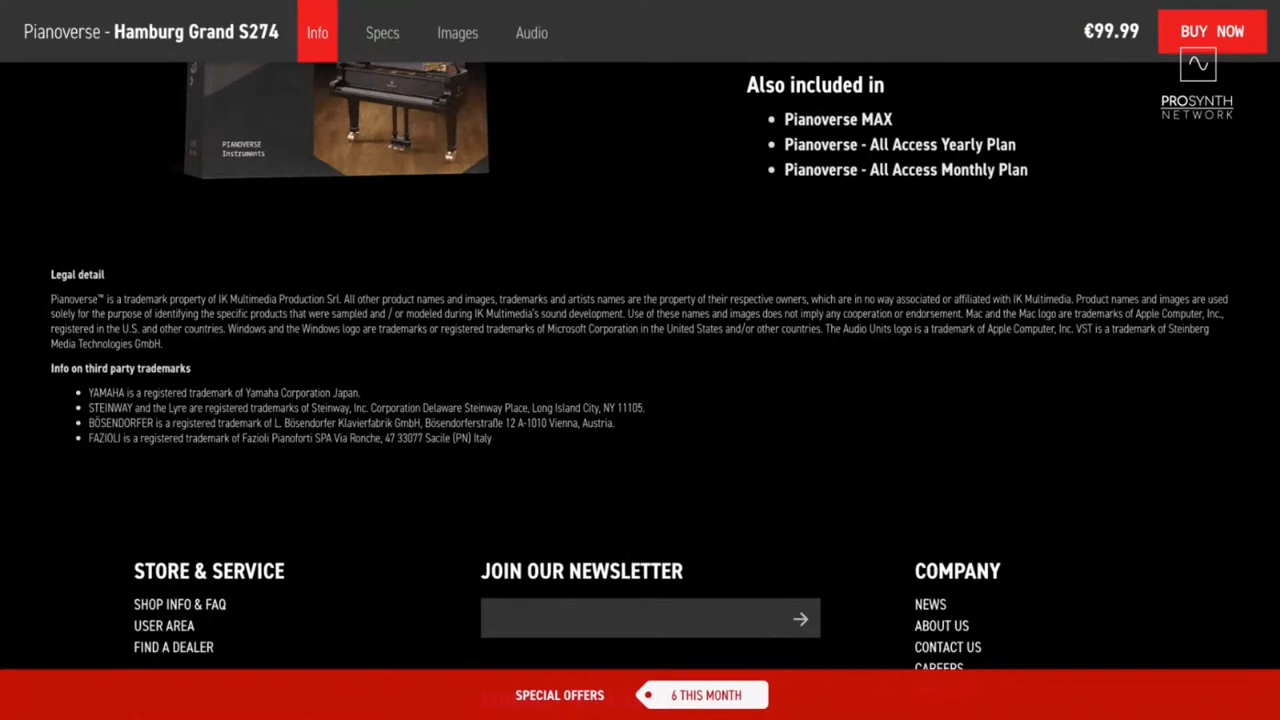 Pianoverse - Hamburg Grand S274
Info
Specs
Images
Audio
€99.99
BUY NOW
PROSYNTH
NETWORK
PIANOVERSE
Instruments
Also included in
Pianoverse MAX
Pianoverse - All Access Yearly Plan
Pianoverse - All Access Monthly Plan
Legal detail
Pianoverse™ is a trademark property of IK Multimedia Production Srl. All other product names and images, trademarks and artists names are the property of their respective owners, which are in no way associated or affiliated with IK Multimedia. Product names and images are used
solely for the purpose of identifying the specific products that were sampled and / or modeled during IK Multimedia's sound development. Use of these names and images does not imply any cooperation or endorsement. Mac and the Mac logo are trademarks of Apple Computer, Inc.,
registered in the U.S. and other countries. Windows and the Windows logo are trademarks or registered trademarks of Microsoft Corporation in the United States and/or other countries. The Audio Units logo is a trademark of Apple Computer, Inc. VST is a trademark of Steinberg
Media Technologies GmbH.
Info on third party trademarks
YAMAHA is a registered trademark of Yamaha Corporation Japan.
STEINWAY and the Lyre are registered trademarks of Steinway, Inc. Corporation Delaware Steinway Place, Long Island City, NY 11105.
BÖSENDORFER is a registered trademark of L. Bösendorfer Klavierfabrik GmbH, Bösendorferstraße 12 A-1010 Vienna, Austria.
FAZIOLI is a registered trademark of Fazioli Pianoforti SPA Via Ronche, 47 33077 Sacile (PN) Italy
STORE & SERVICE
SHOP INFO & FAQ
USER AREA
FIND A DEALER
JOIN OUR NEWSLETTER
COMPANY
NEWS
ABOUT US
CONTACT US
CAREERS
SPECIAL OFFERS
6 THIS MONTH